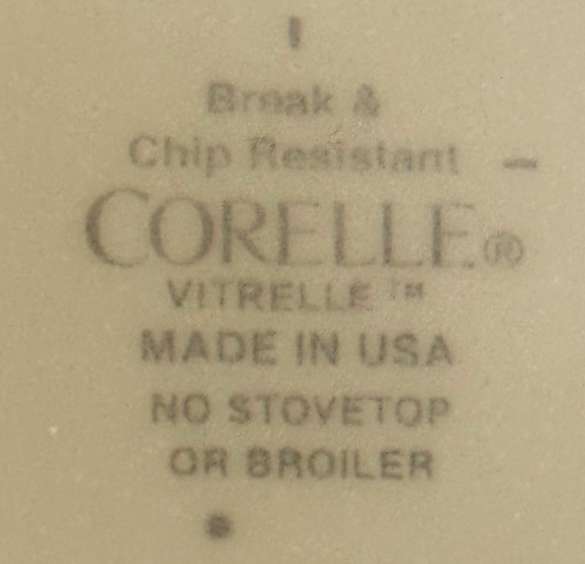 Break &
Chip Resistant
CORELLE®
VITRELLE™
MADE IN USA
NO STOVETOP
OR BROILER